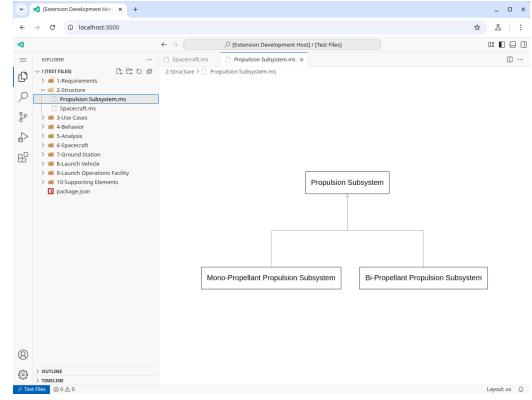 [Extension Development Host
localhost:3000
[Extension Development Host] / [Test Files]
EXPLORER
/ [TEST FILES]
1-Requirements
2-Structure
Propulsion Subsystem.ms
Spacecraft.ms
3-Use Cases
4-Behavior
5-Analysis
6-Spacecraft
7-Ground Station
8-Launch Vehicle
9-Launch Operations Facility
10-Supporting Elements
package.json
OUTLINE
TIMELINE
Spacecraft.ms
Propulsion Subsystem.ms
2-Structure > Propulsion Subsystem.ms
Propulsion Subsystem
Mono-Propellant Propulsion Subsystem
Bi-Propellant Propulsion Subsystem
Test Files
0 0
Layout: us